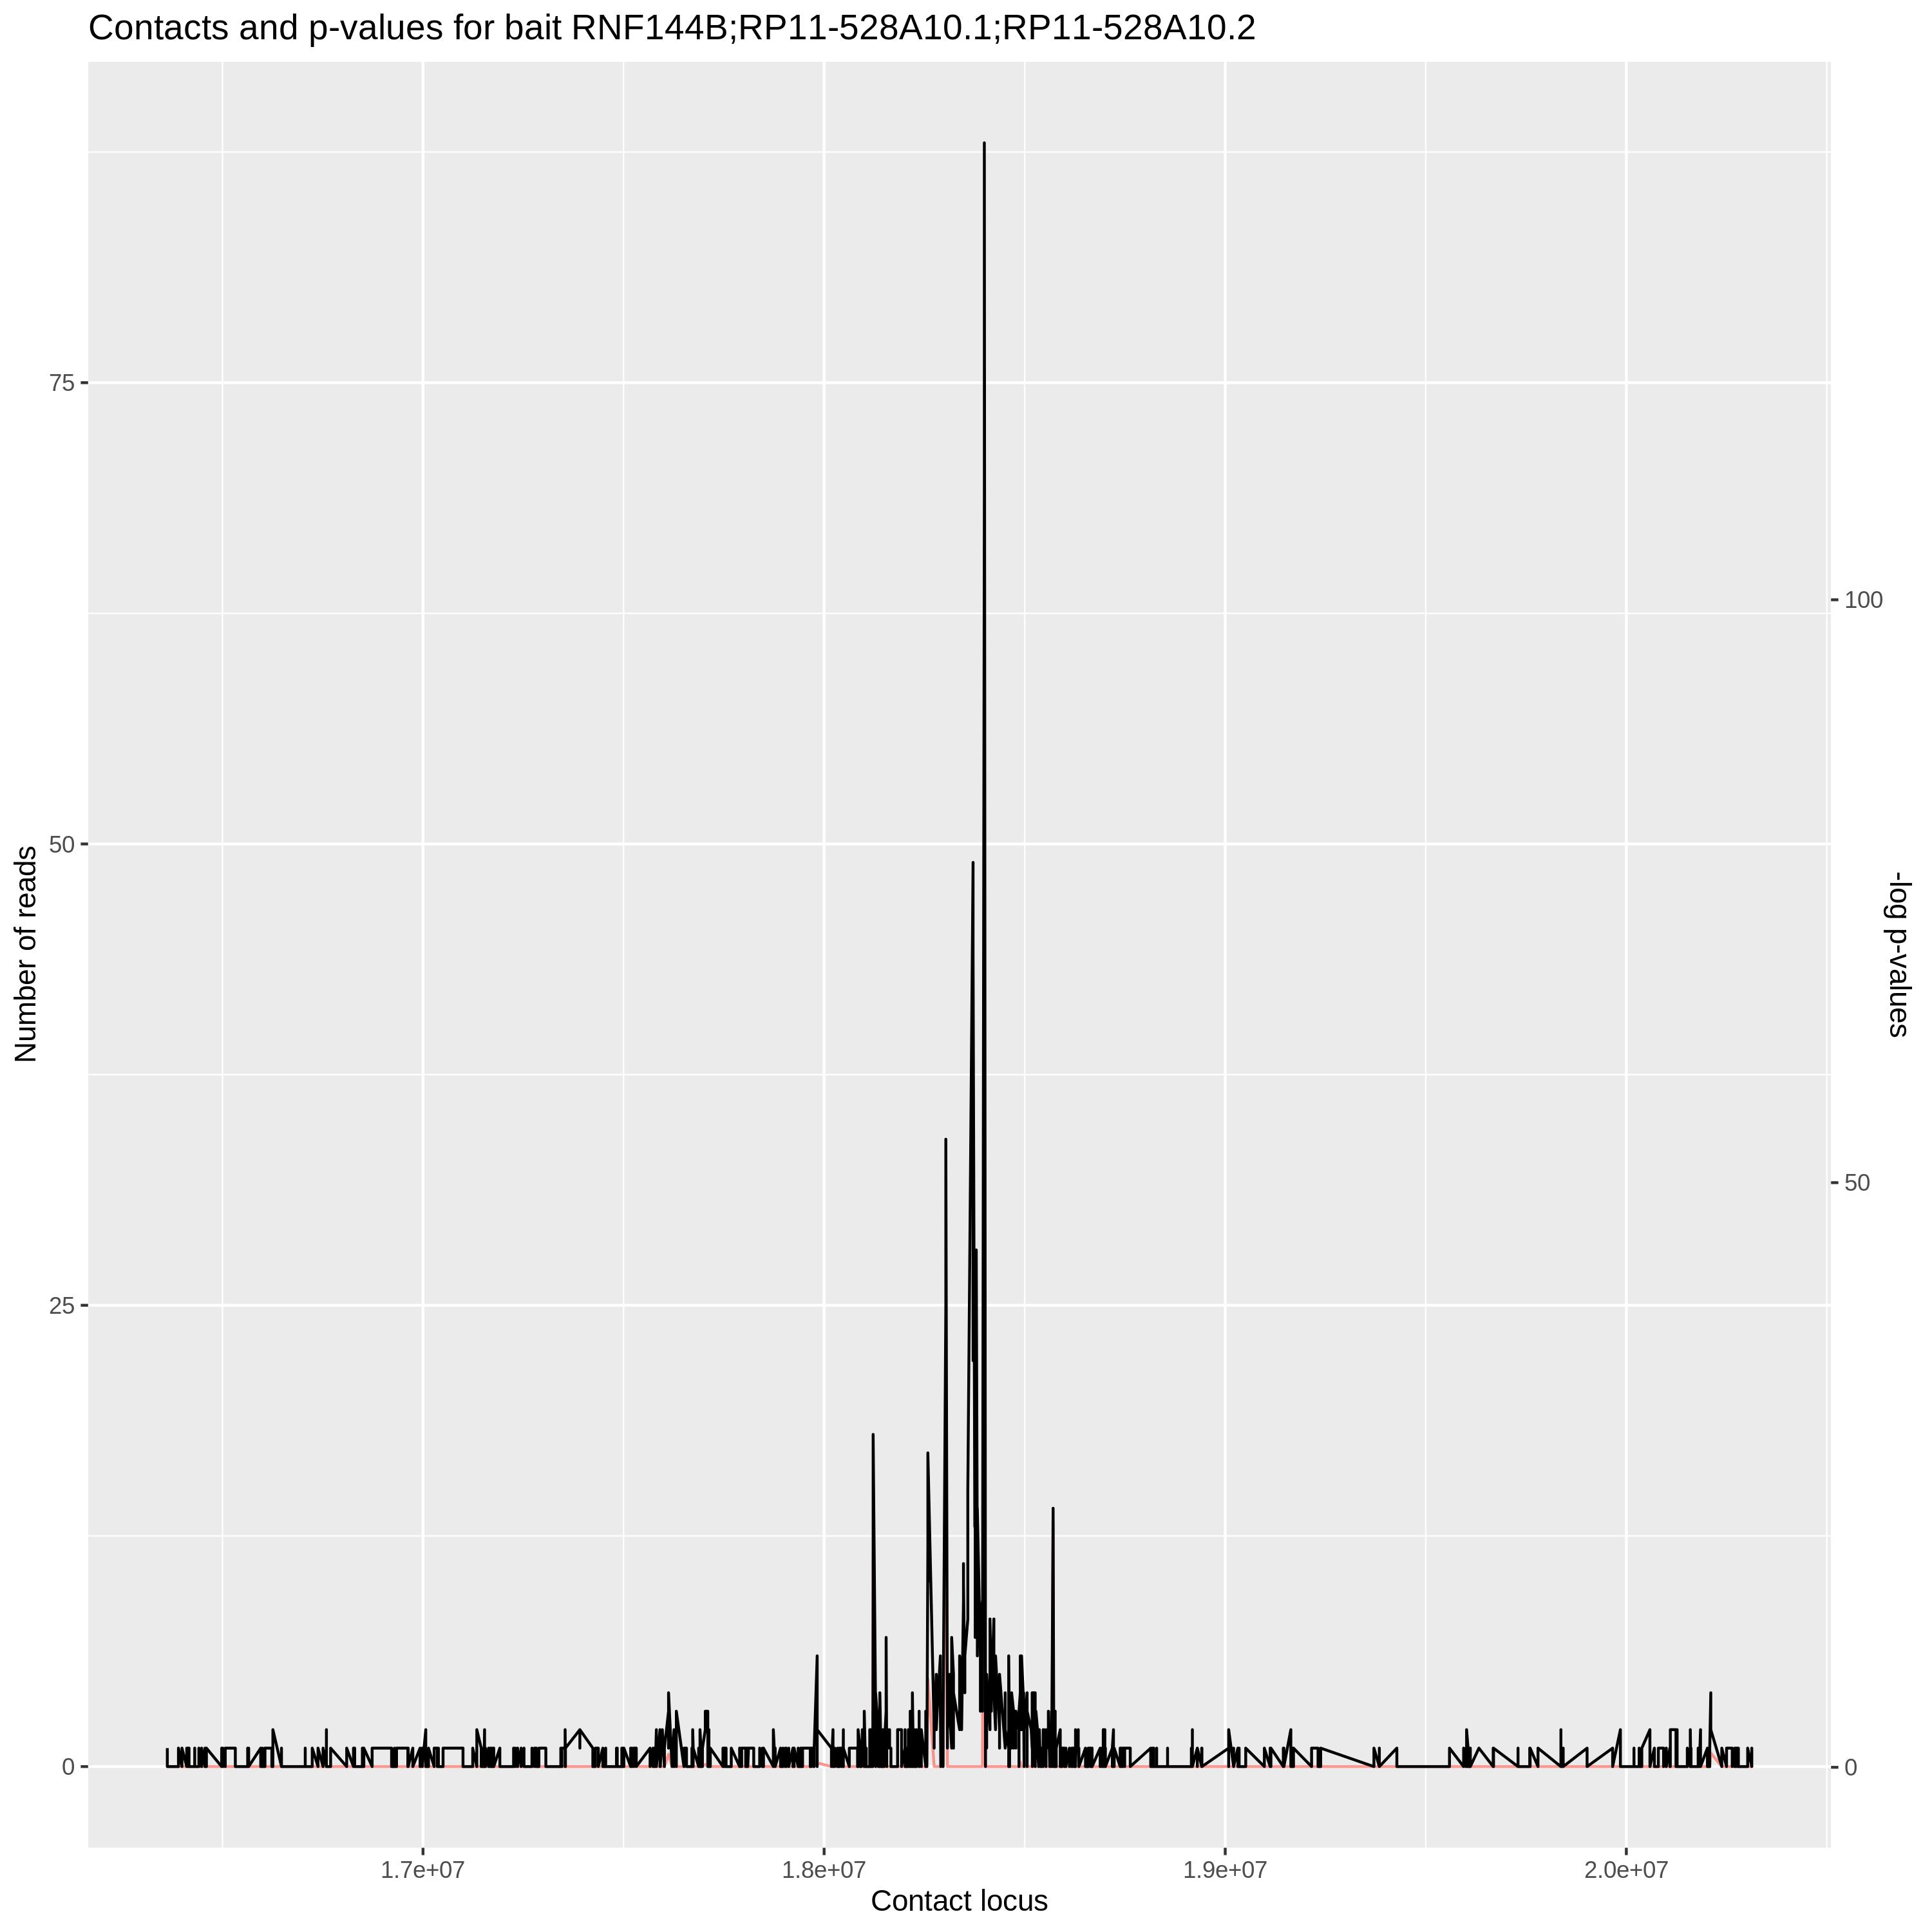 Contacts and p-values for bait RNF144B;RP11-528A10.1;RP11-528A10.2
75
50
25
0
Number of reads
100
50
0
-log p-values
1.7e+07
1.8e+07
1.9e+07
2.0e+07
Contact locus